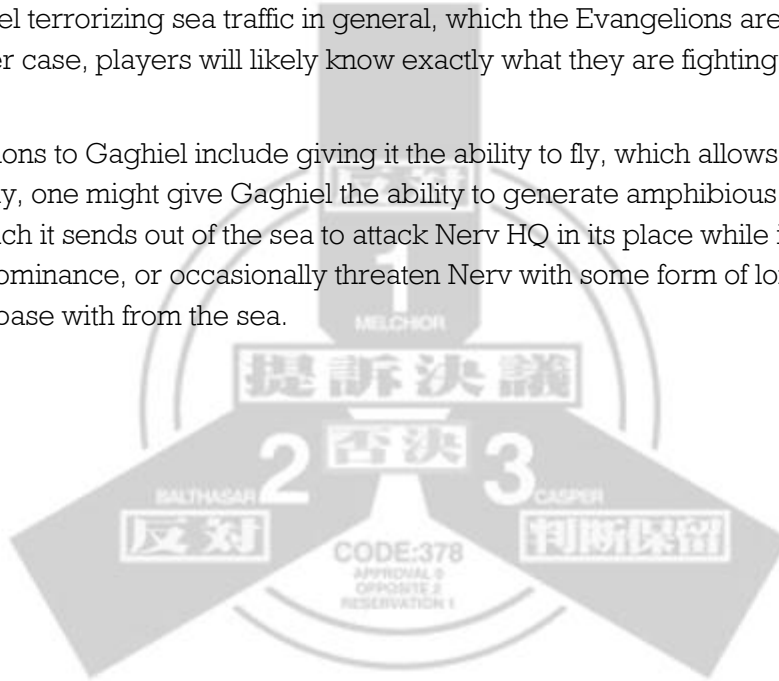 el terrorizing sea traffic in general, which the Evangelions are
er case, players will likely know exactly what they are fighting
ons to Gaghiel include giving it the ability to fly, which allows
y, one might give Gaghiel the ability to generate amphibious
ch it sends out of the sea to attack Nerv HQ in its place while i
ominance, or occasionally threaten Nerv with some form of lo
base with from the sea.
1
MELCHIOR
提訴決議
否決
BALTHASAR 2
3 CASPER
反対
判断保留
CODE:378
APPROVAL 0
OPPOSITE 2
RESERVATION 1